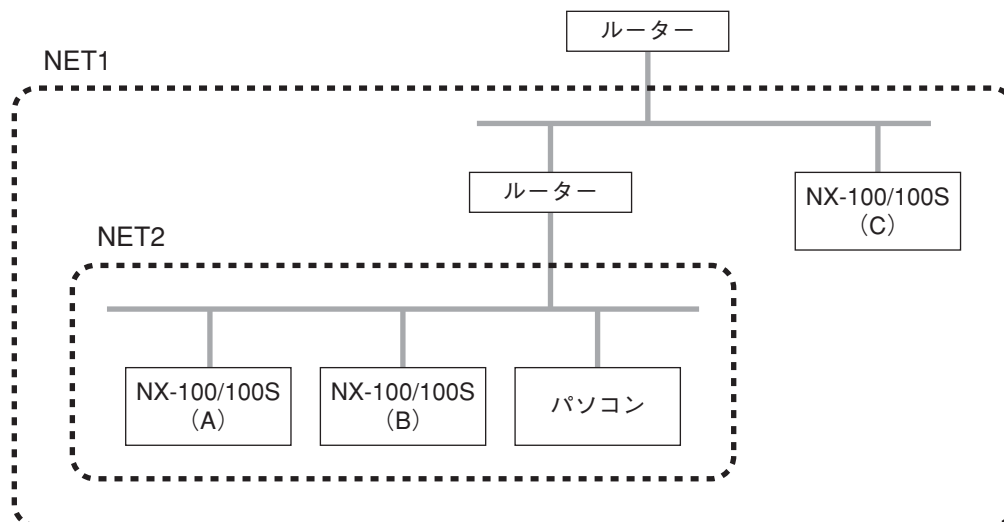 ルーター
NET1
ルーター
NX-100/100S
（C）
NET2
NX-100/100S
（A）
NX-100/100S
（B）
パソコン